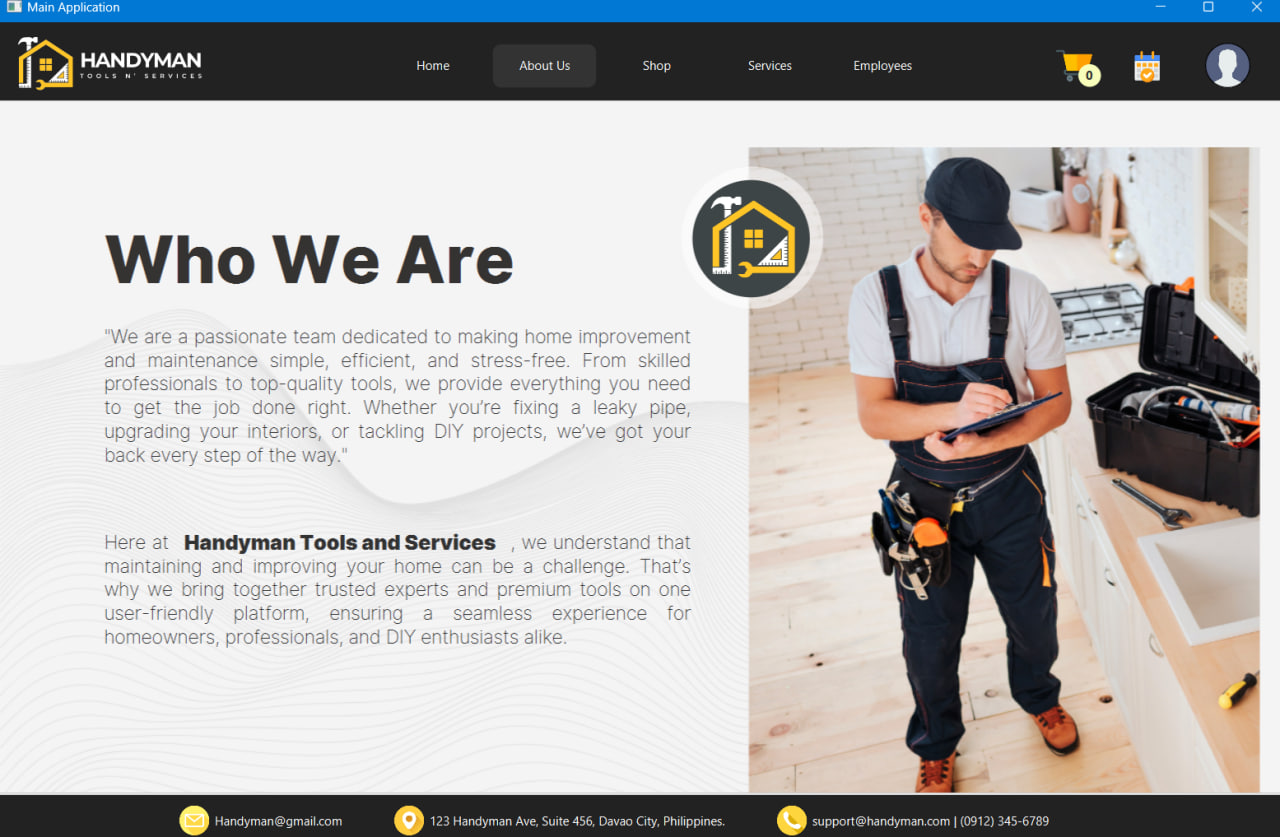 Main Application
HANDYMAN
TOOLS N' SERVICES
Home
About Us
Shop
Services
Employees
0
Who We Are
"We are a passionate team dedicated to making home improvement
and maintenance simple, efficient, and stress-free. From skilled
professionals to top-quality tools, we provide everything you need
to get the job done right. Whether you’re fixing a leaky pipe,
upgrading your interiors, or tackling DIY projects, we’ve got your
back every step of the way."
Here at Handyman Tools and Services , we understand that
maintaining and improving your home can be a challenge. That’s
why we bring together trusted experts and premium tools on one
user-friendly platform, ensuring a seamless experience for
homeowners, professionals, and DIY enthusiasts alike.
Handyman@gmail.com
123 Handyman Ave, Suite 456, Davao City, Philippines.
support@handyman.com | (0912) 345-6789